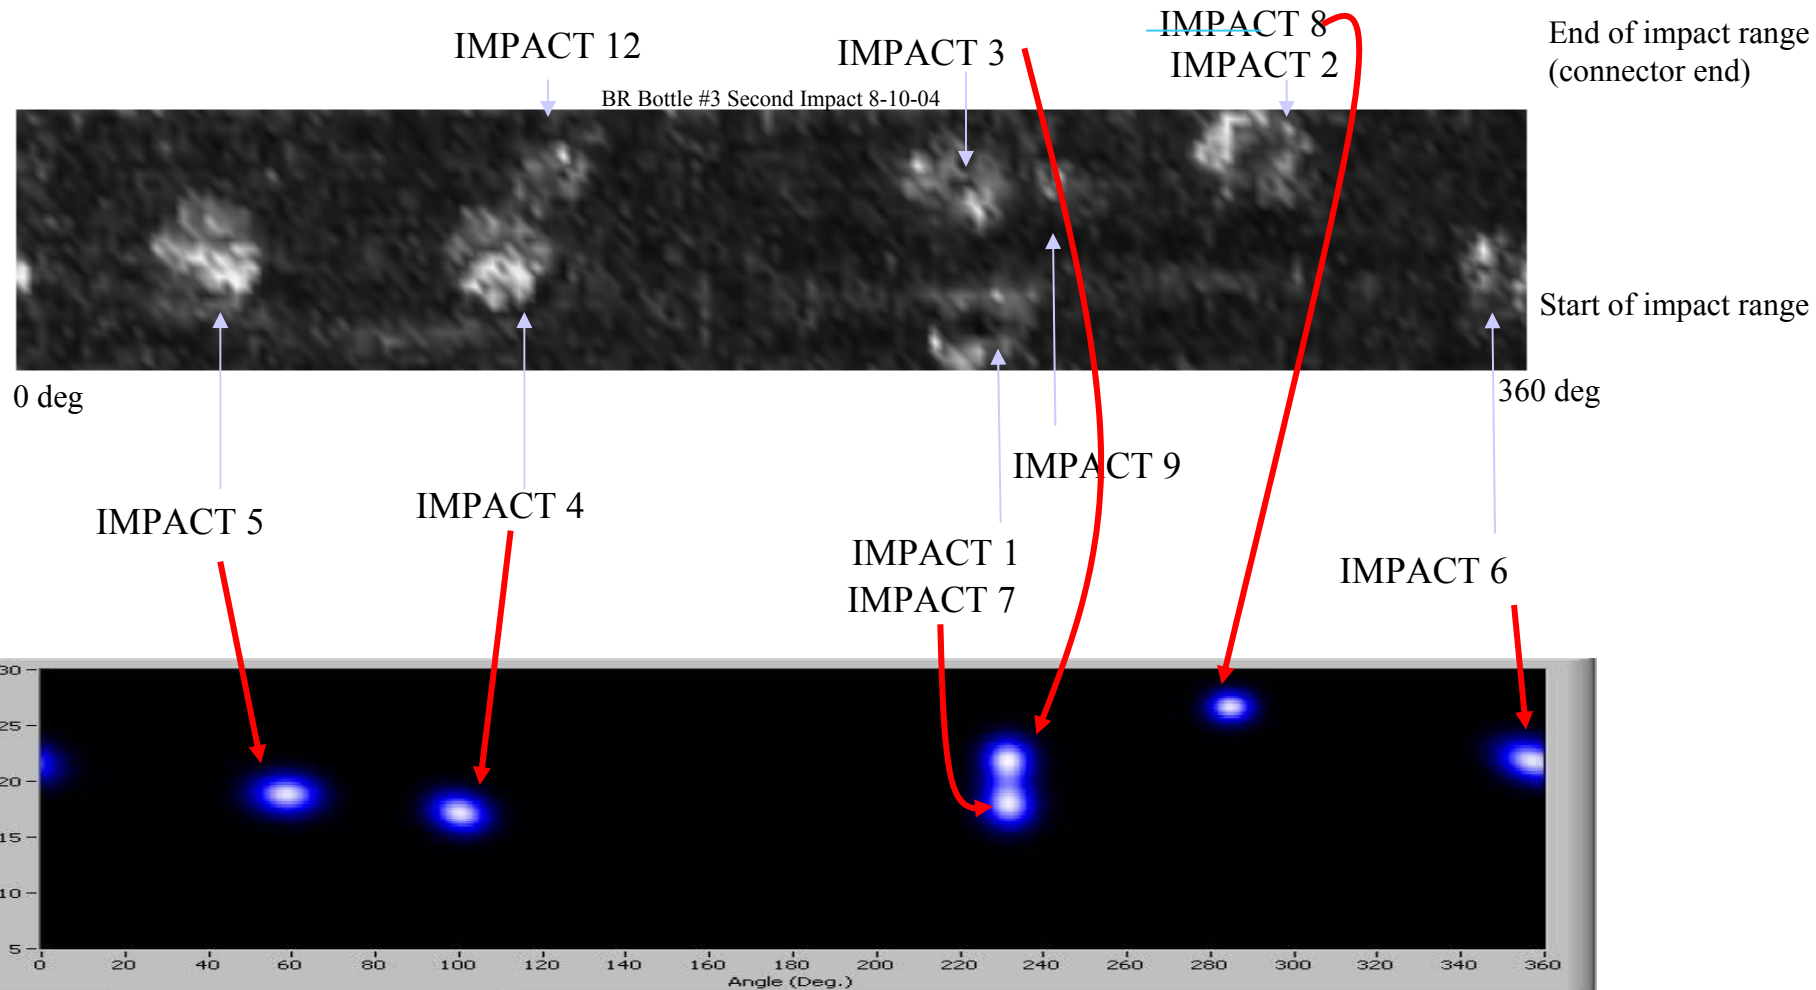 IMPACT 8
IMPACT 12
IMPACT 3
IMPACT 2
End of impact range
(connector end)
BR Bottle #3 Second Impact 8-10-04
Start of impact range
0 deg
360 deg
IMPACT 9
IMPACT 5
IMPACT 4
IMPACT 1
IMPACT 7
IMPACT 6
30
25
20
15
10
5
0 20 40 60 80 100 120 140 160 180 200 220 240 260 280 300 320 340 360
Angle (Deg.)